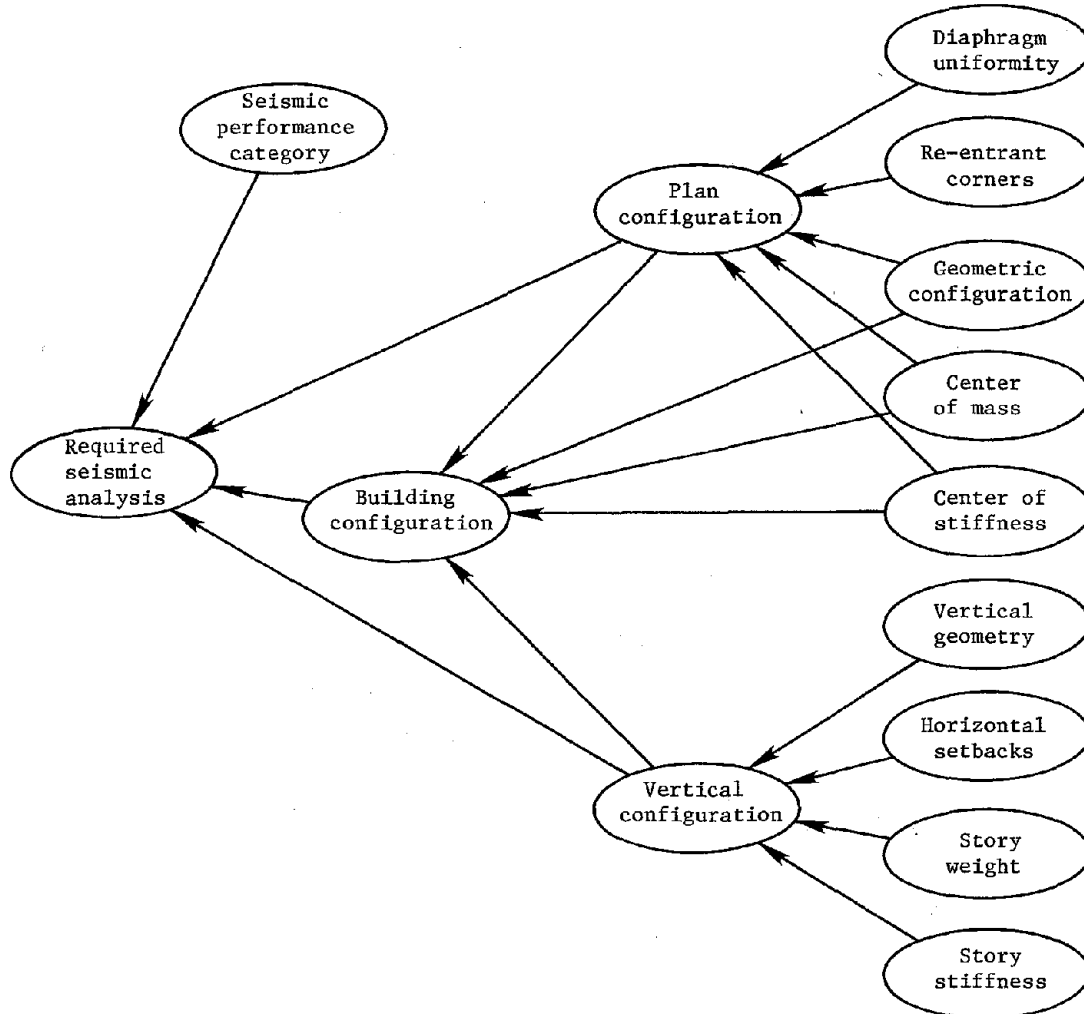 Diaphragm
uniformity
Seismic
performance
category
Re-entrant
corners
Plan
configuration
Geometric
configuration
Center
of mass
Required
seismic
analysis
Building
configuration
Center of
stiffness
Vertical
geometry
Horizontal
setbacks
Vertical
configuration
Story
weight
Story
stiffness